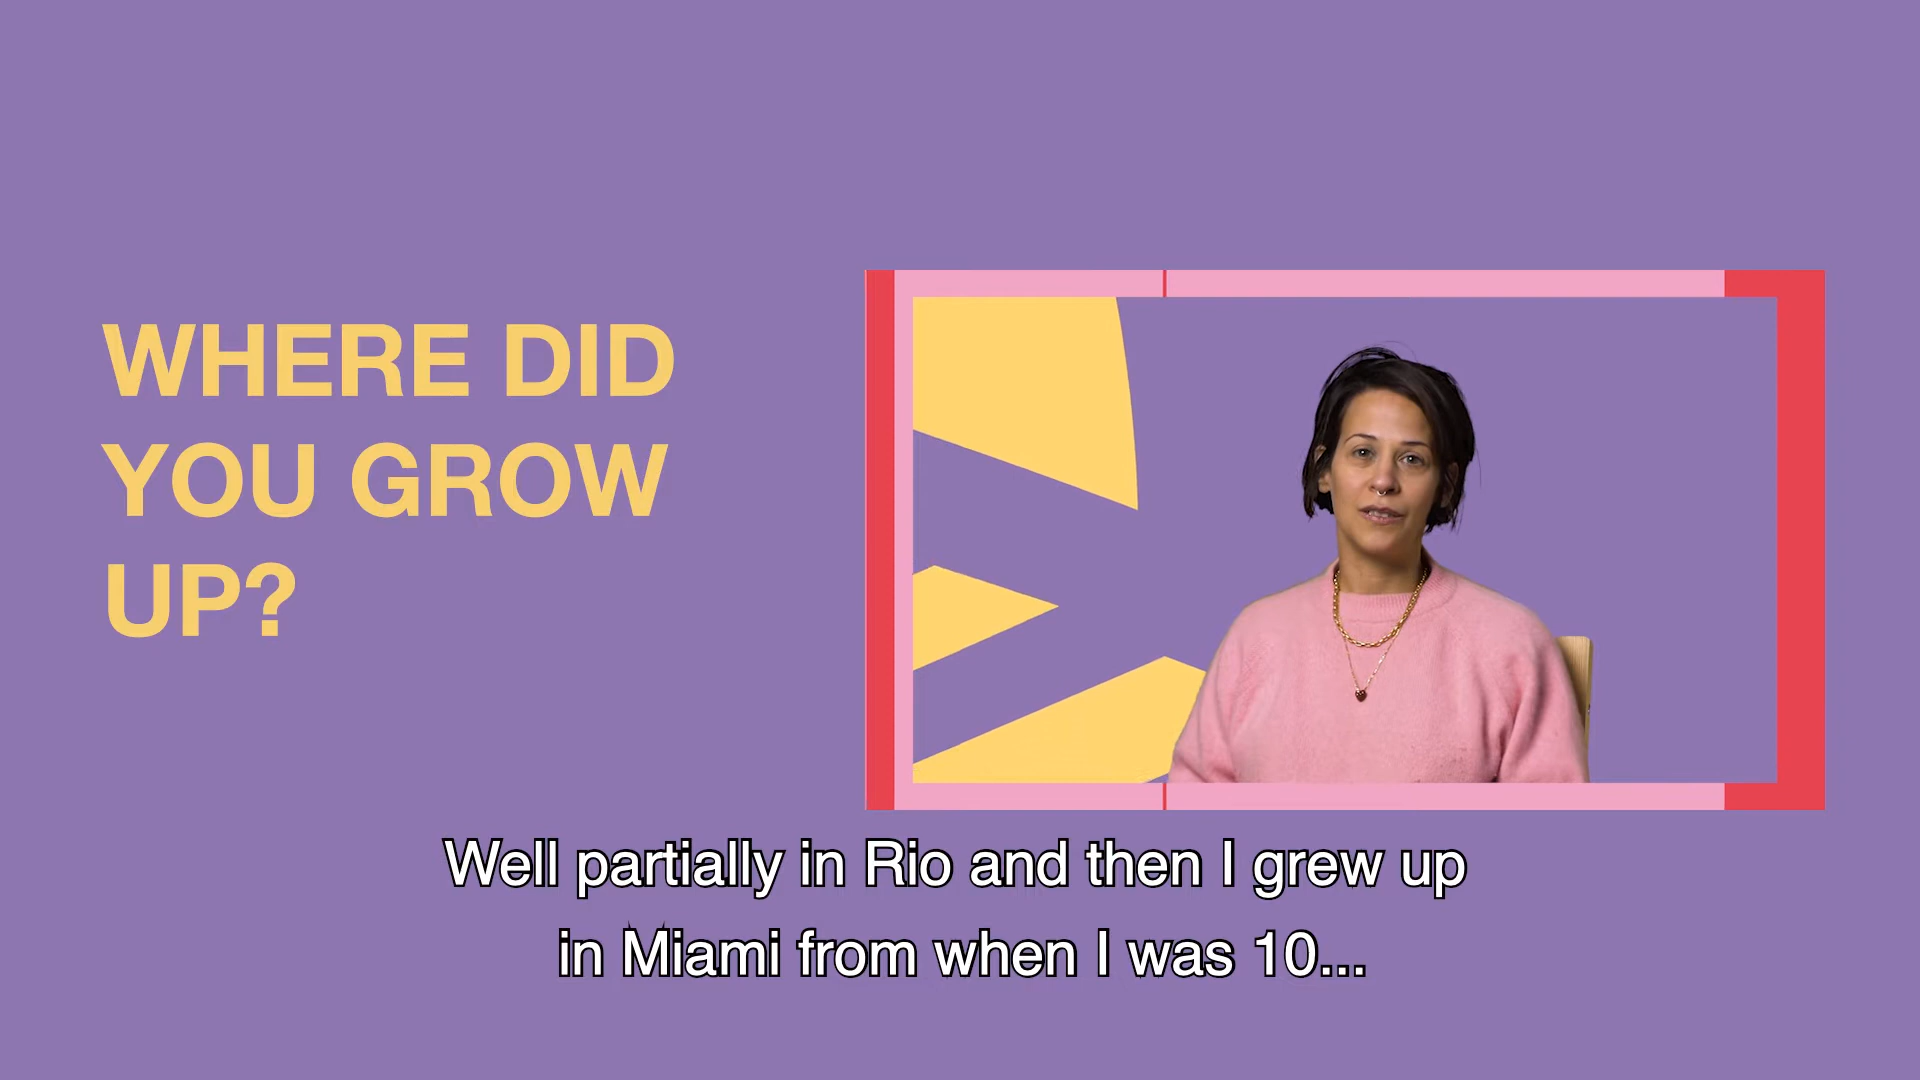 WHERE DID
YOU GROW
UP?
Well partially in Rio and then I grew up
in Miami from when I was 10...